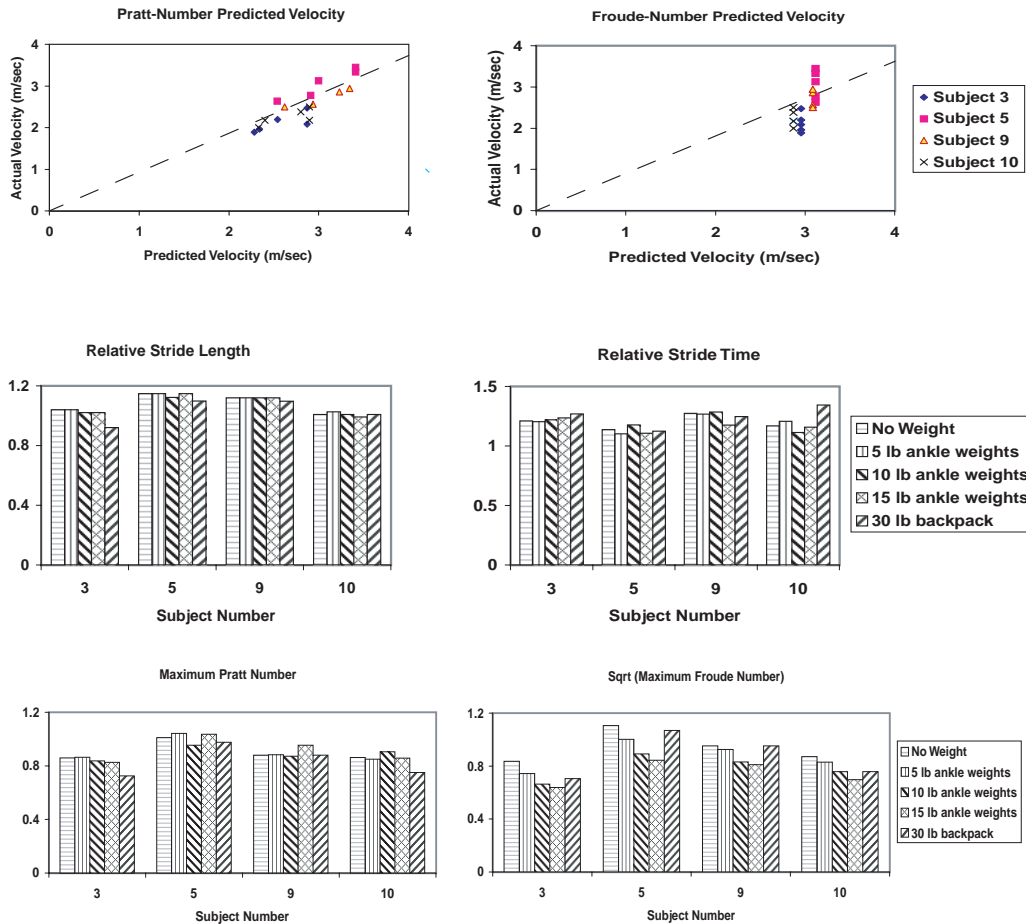 Pratt-Number Predicted Velocity
Actual Velocity (m/sec)
4
3
2
1
0
0 1 2 3 4
Predicted Velocity (m/sec)
Froude-Number Predicted Velocity
Actual Velocity (m/sec)
4
3
2
1
0
0 1 2 3 4
Predicted Velocity (m/sec)
Subject 3
Subject 5
Subject 9
Subject 10
Relative Stride Length
1.2
0.8
0.4
0
3 5 9 10
Subject Number
Relative Stride Time
1.5
1
0.5
0
3 5 9 10
Subject Number
No Weight
5 lb ankle weights
10 lb ankle weights
15 lb ankle weights
30 lb backpack
Maximum Pratt Number
1.2
0.8
0.4
0
3 5 9 10
Subject Number
Sqrt (Maximum Froude Number)
1.2
0.8
0.4
0
3 5 9 10
Subject Number
No Weight
5 lb ankle weights
10 lb ankle weights
15 lb ankle weights
30 lb backpack